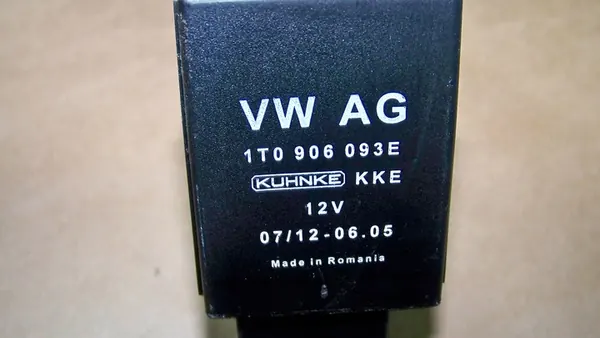 VW AG
1T0 906 093E
KUHNKE KKE
12V
07/12-06.05
Made in Romania